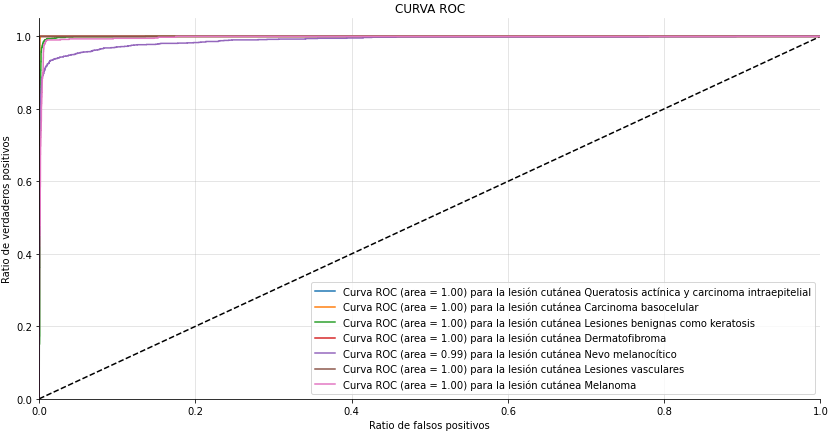 CURVA ROC
Ratio de verdaderos positivos
1.0
0.8
0.6
0.4
0.2
0.0
Curva ROC (area = 1.00) para la lesión cutánea Queratosis actínica y carcinoma intraepitelial
Curva ROC (area = 1.00) para la lesión cutánea Carcinoma basocelular
Curva ROC (area = 1.00) para la lesión cutánea Lesiones benignas como keratosis
Curva ROC (area = 1.00) para la lesión cutánea Dermatofibroma
Curva ROC (area = 0.99) para la lesión cutánea Nevo melanocítico
Curva ROC (area = 1.00) para la lesión cutánea Lesiones vasculares
Curva ROC (area = 1.00) para la lesión cutánea Melanoma
0.0 0.2 0.4 0.6 0.8 1.0
Ratio de falsos positivos